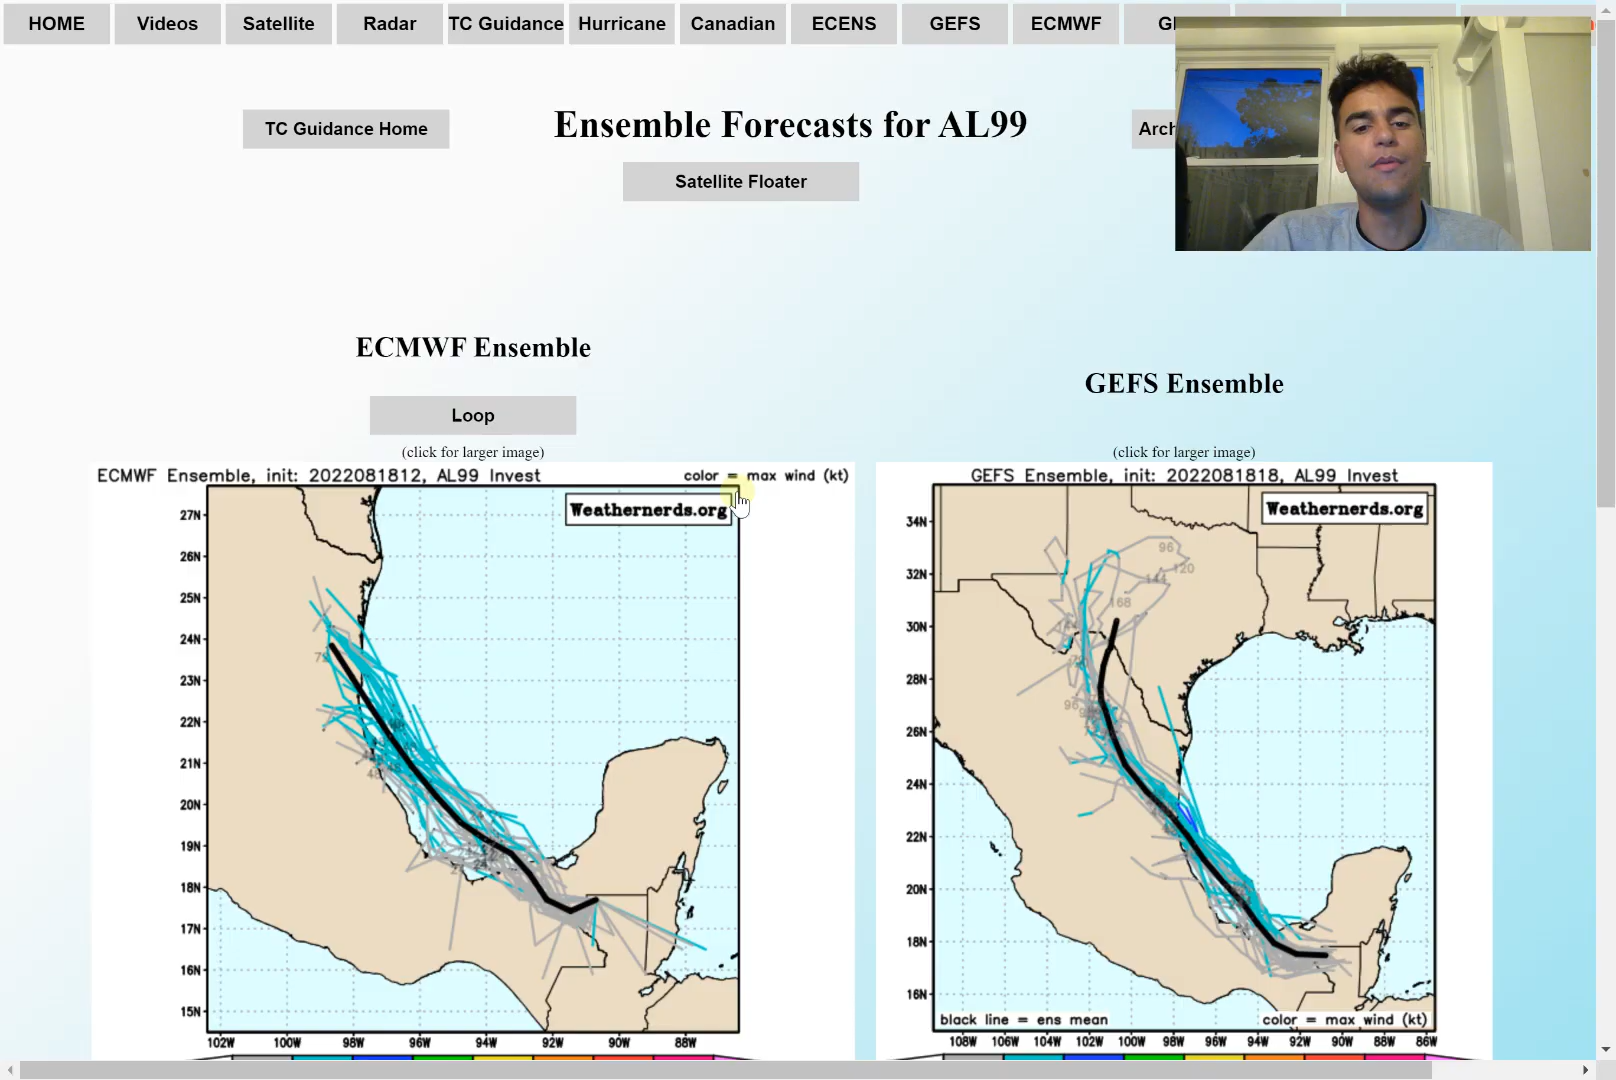 HOME Videos Satellite Radar TC Guidance Hurricane Canadian ECENS GEFS ECMWF
TC Guidance Home
Ensemble Forecasts for AL99
Satellite Floater
ECMWF Ensemble
Loop
(click for larger image)
ECMWF Ensemble, init: 2022081812, AL99 Invest
color = max wind (kt)
Weathernerds.org
27N
26N
25N
24N
23N
22N
21N
20N
19N
18N
17N
16N
15N
102W 100W 98W 96W 94W 92W 90W 88W
GEFS Ensemble
(click for larger image)
GEFS Ensemble, init: 2022081818, AL99 Invest
Weathernerds.org
34N
32N
30N
28N
26N
24N
22N
20N
18N
16N
96
120
144
168
96
black line = ens mean
color = max wind (kt)
108W 106W 104W 102W 100W 98W 96W 94W 92W 90W 88W 86W